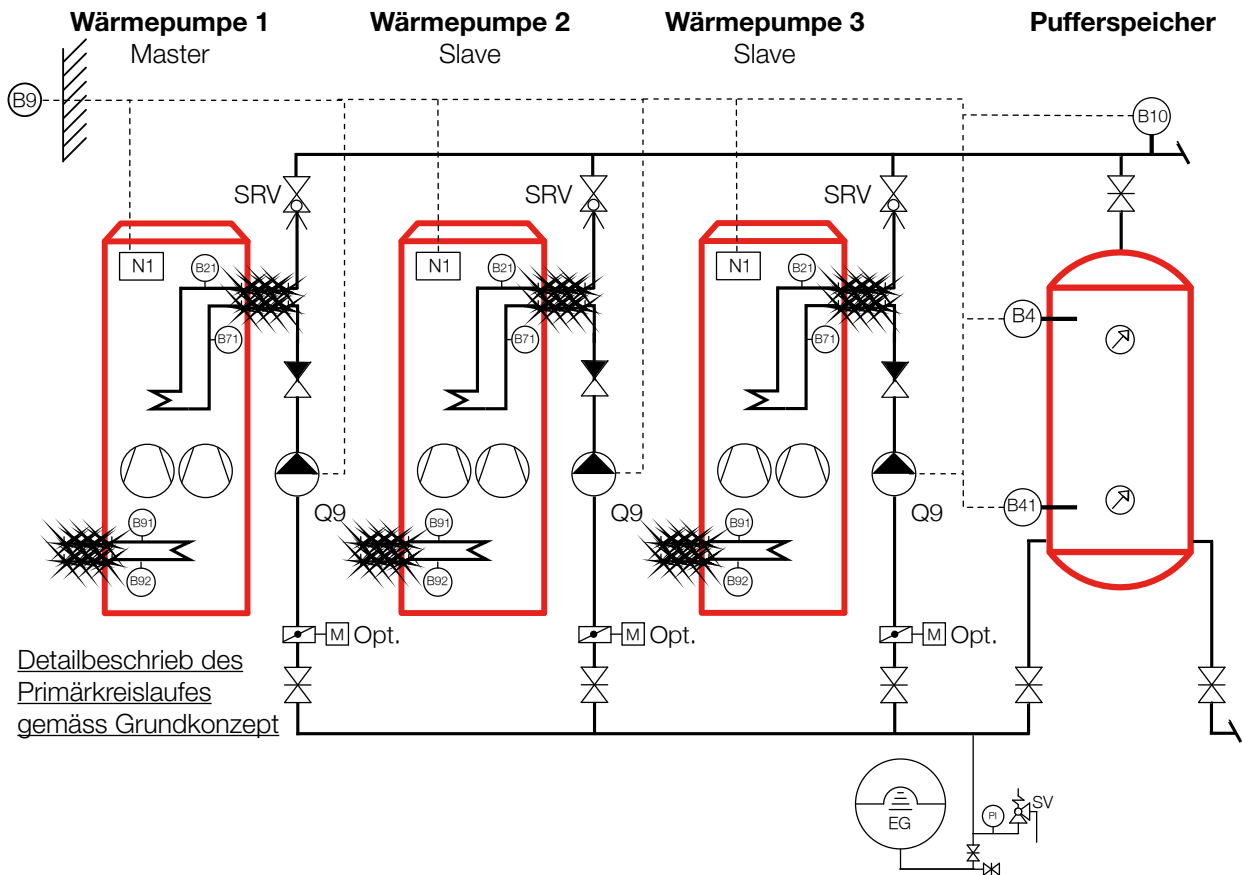 Wärmepumpe 1
Master
Wärmepumpe 2
Slave
Wärmepumpe 3
Slave
Pufferspeicher
B9
B10
SRV
SRV
SRV
N1
B21
N1
B21
N1
B21
B71
B71
B71
B4
B91
B91
B91
B41
Q9
Q9
Q9
B92
B92
B92
M Opt.
M Opt.
M Opt.
Detailbeschrieb des
Primärkreislaufes
gemäss Grundkonzept
EG
PI
SV